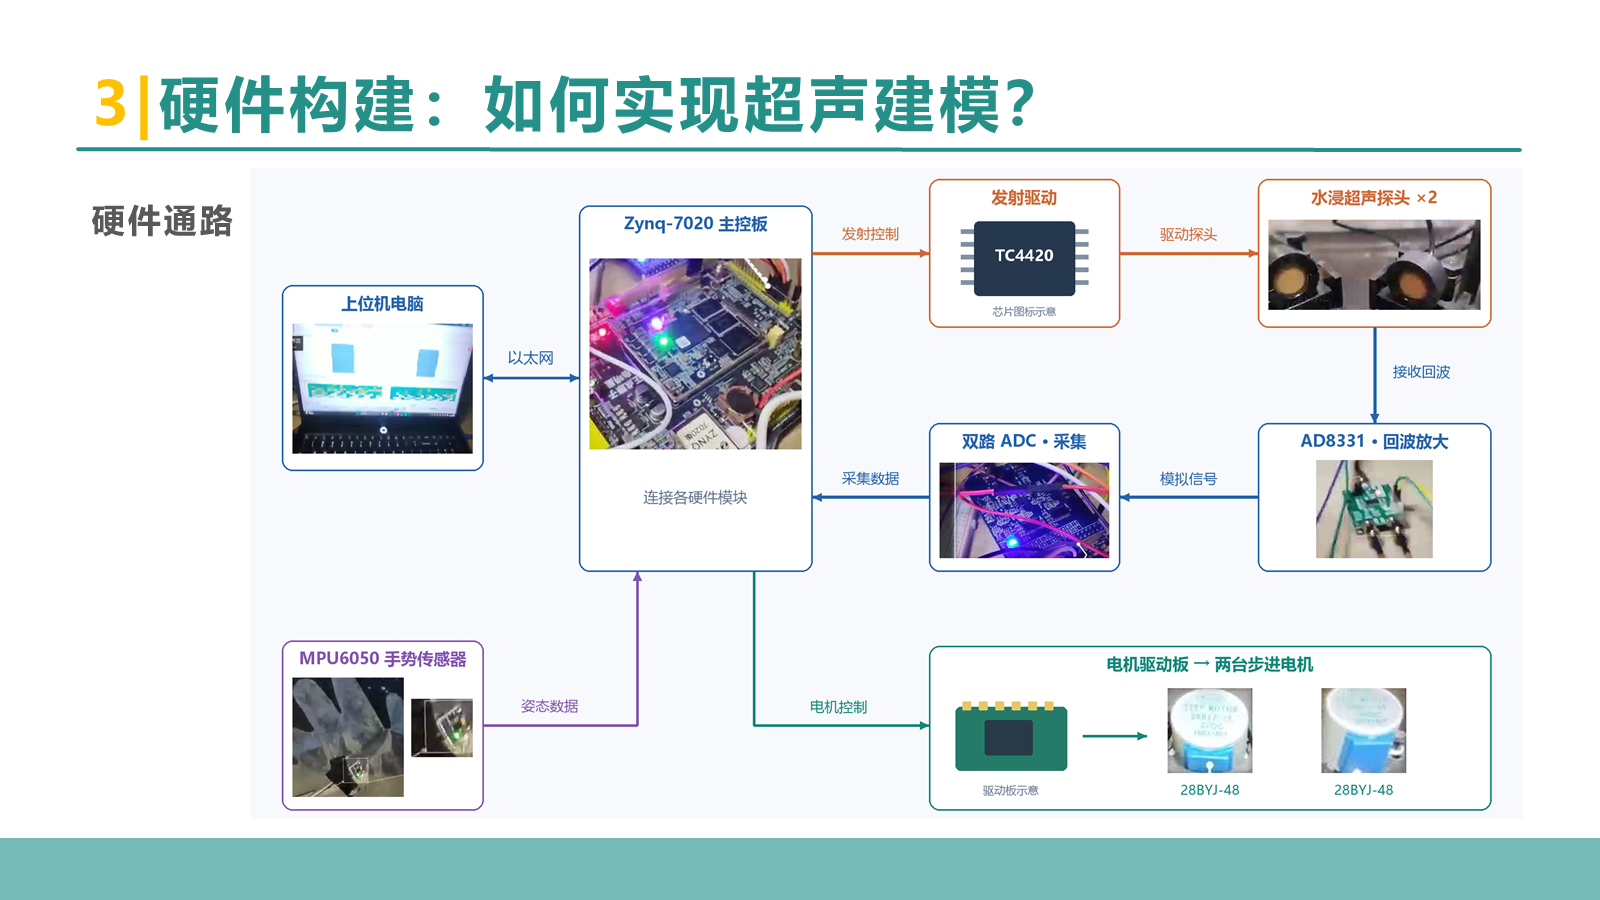 3|硬件构建：如何实现超声建模？
硬件通路
上位机电脑
以太网
Zynq-7020 主控板
ZYNQ
7020
连接各硬件模块
发射控制
发射驱动
TC4420
芯片图标示意
驱动探头
水浸超声探头 ×2
接收回波
AD8331·回波放大
模拟信号
双路 ADC·采集
采集数据
MPU6050 手势传感器
姿态数据
电机控制
电机驱动板 → 两台步进电机
驱动板示意
STEP MOTOR
28BYJ-48
28BYJ-48
28BYJ-48